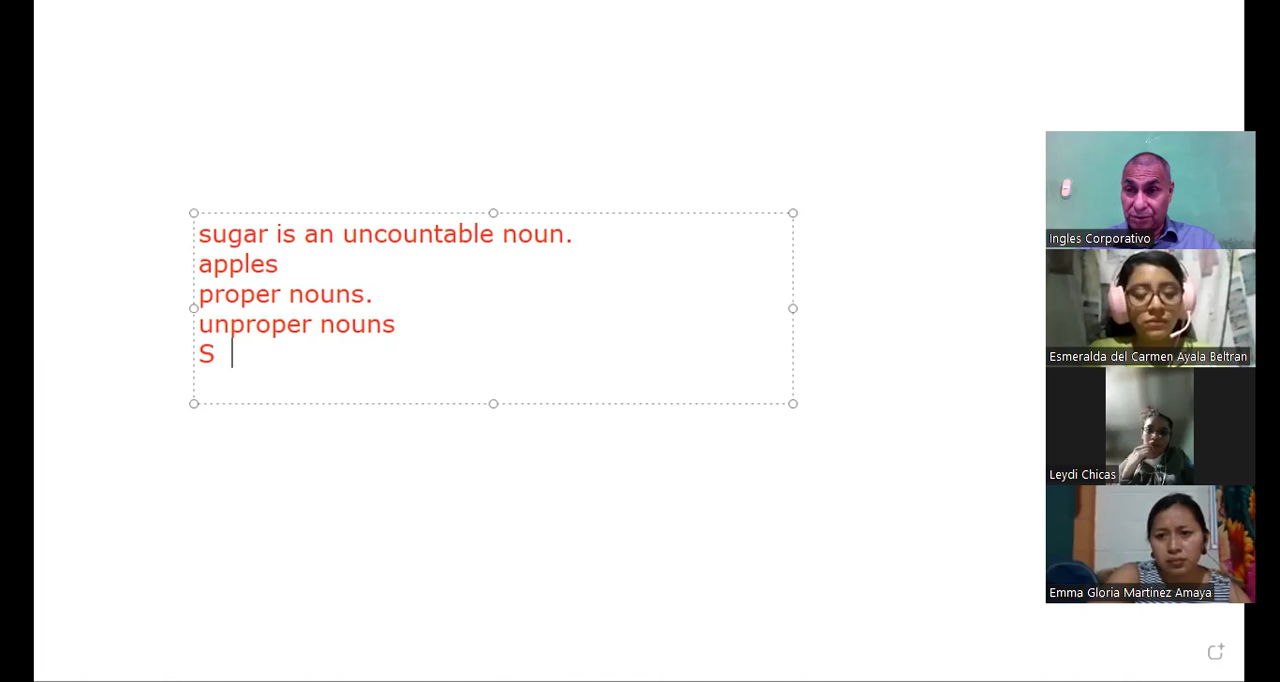 sugar is an uncountable noun.
apples
proper nouns.
unproper nouns
S
Ingles Corporativo
Esmeralda del Carmen Ayala Beltran
Leydi Chicas
Emma Gloria Martinez Amaya